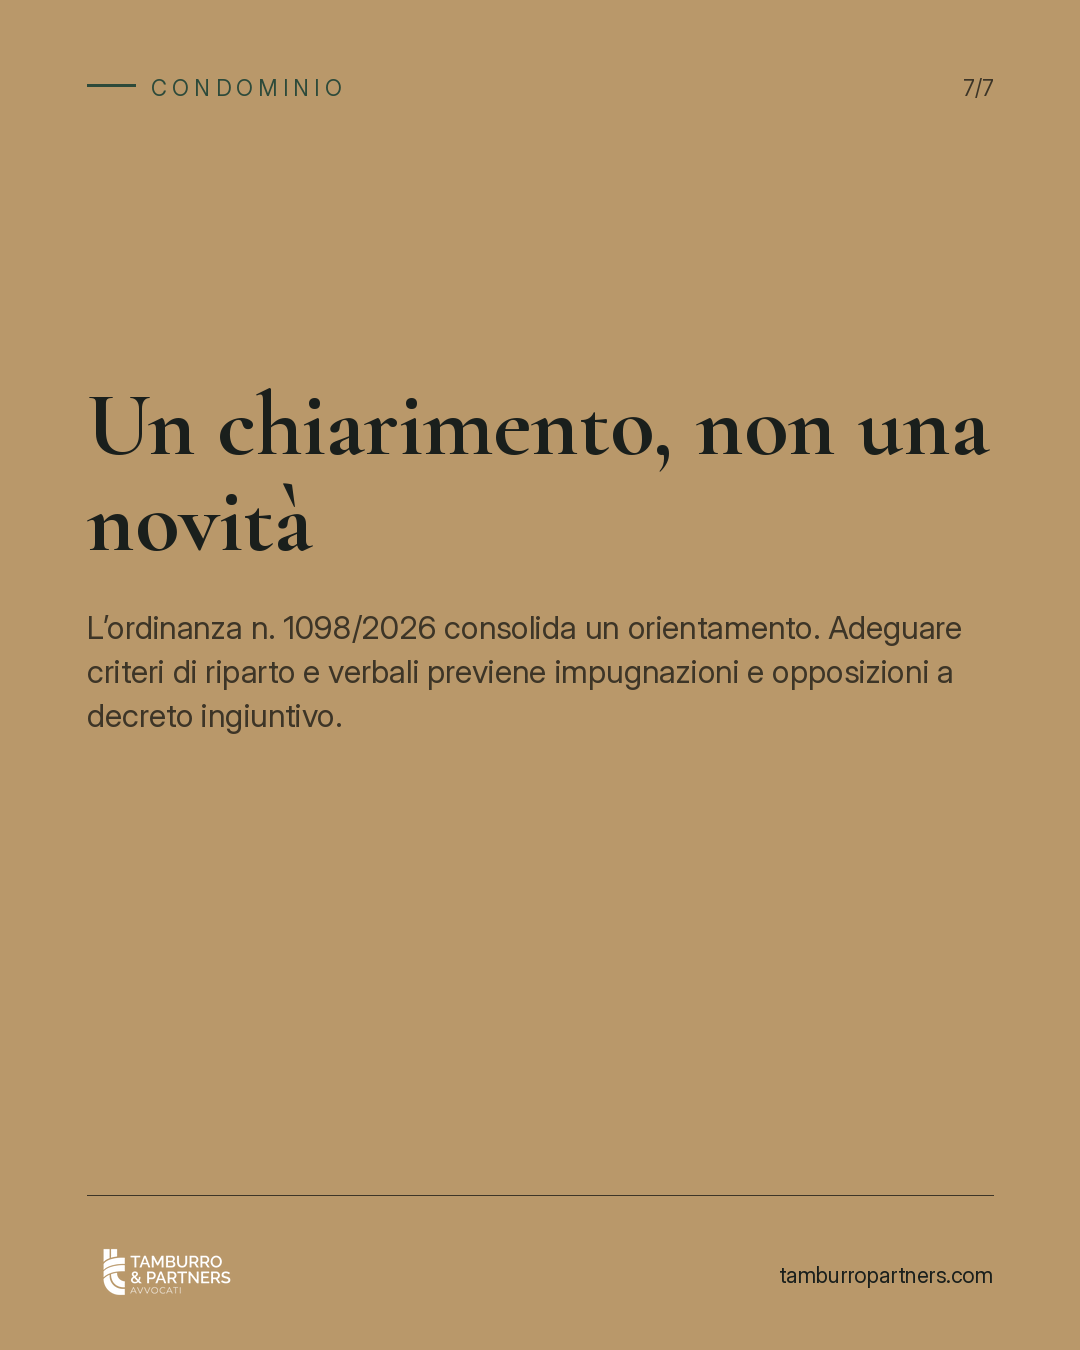 CONDOMINIO
7/7
Un chiarimento, non una
novità
L’ordinanza n. 1098/2026 consolida un orientamento. Adeguare
criteri di riparto e verbali previene impugnazioni e opposizioni a
decreto ingiuntivo.
TAMBURRO
& PARTNERS
AVVOCATI
tamburropartners.com